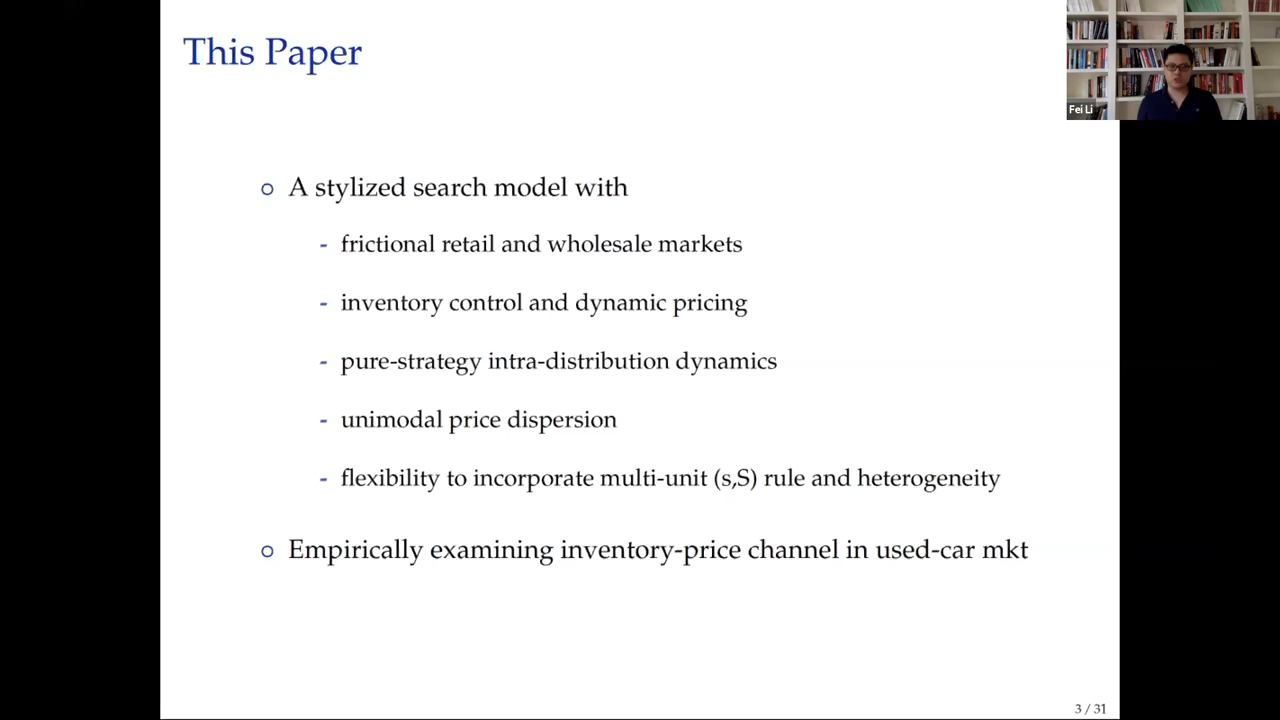 This Paper
Fei Li
○ A stylized search model with
- frictional retail and wholesale markets
- inventory control and dynamic pricing
- pure-strategy intra-distribution dynamics
- unimodal price dispersion
- flexibility to incorporate multi-unit (s,S) rule and heterogeneity
○ Empirically examining inventory-price channel in used-car mkt
3 / 31